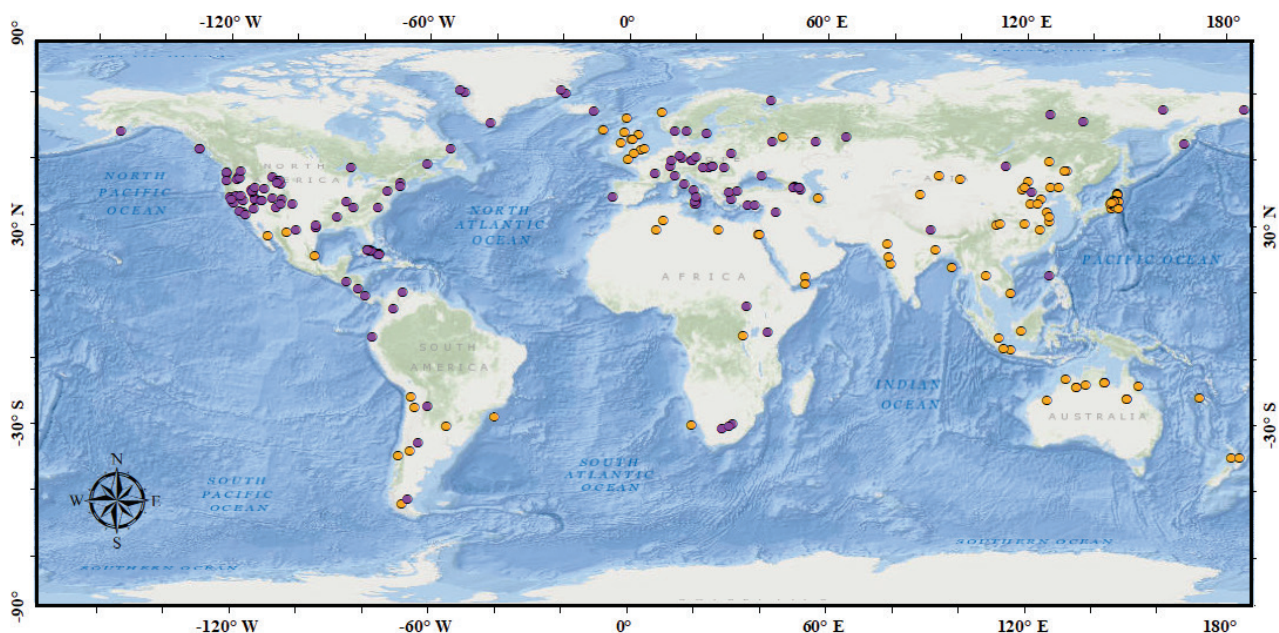 -120° W -60° W 0° 60° E 120° E 180°
90°
90°
NORTH
AMERICA
NORTH
PACIFIC
OCEAN
NORTH
ATLANTIC
OCEAN
30° N
30° N
AFRICA
PACIFIC OCEAN
SOUTH
AMERICA
INDIAN
OCEAN
AUSTRALIA
-30° S
-30° S
SOUTH
ATLANTIC
OCEAN
SOUTH
PACIFIC
OCEAN
N
W E
S
SOUTHERN OCEAN
SOUTHERN OCEAN
-90°
-90°
-120° W -60° W 0° 60° E 120° E 180°